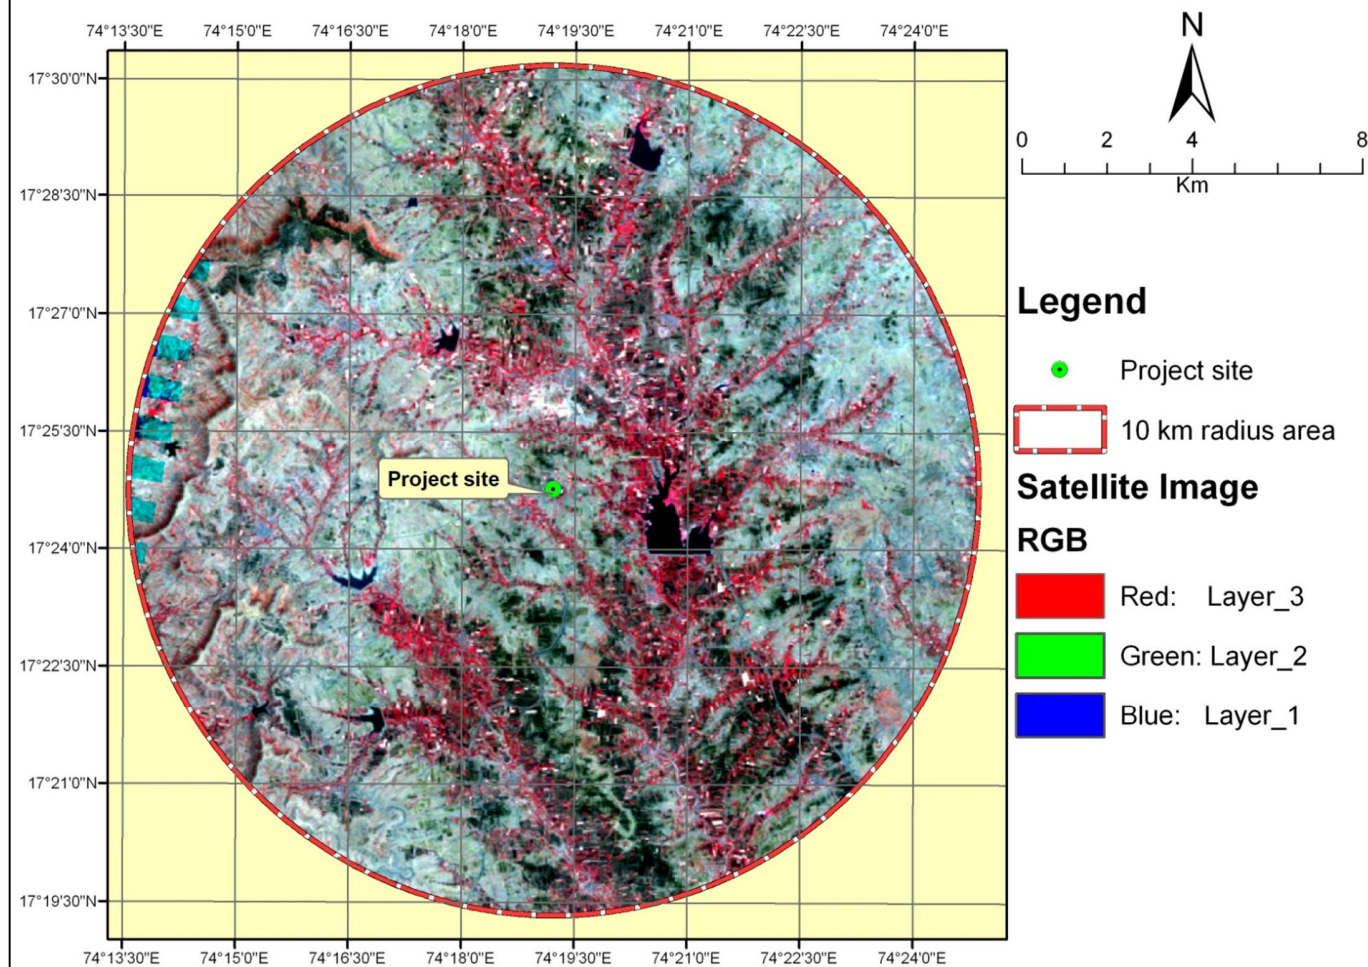 74°13'30"E 74°15'0"E 74°16'30"E 74°18'0"E 74°19'30"E 74°21'0"E 74°22'30"E 74°24'0"E
17°30'0"N
17°28'30"N
17°27'0"N
17°25'30"N
17°24'0"N
17°22'30"N
17°21'0"N
17°19'30"N
Project site
74°13'30"E 74°15'0"E 74°16'30"E 74°18'0"E 74°19'30"E 74°21'0"E 74°22'30"E 74°24'0"E
N
0 2 4 8
Km
Legend
Project site
10 km radius area
Satellite Image
RGB
Red: Layer_3
Green: Layer_2
Blue: Layer_1